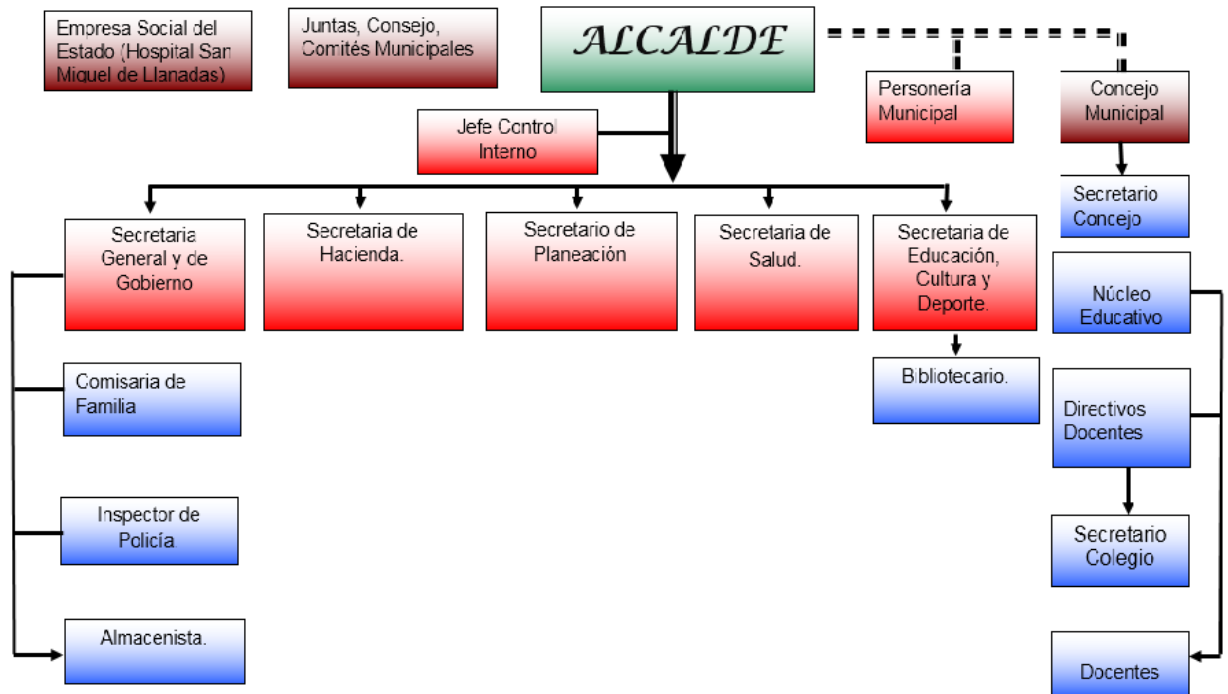 Empresa Social del
Estado (Hospital San
Miguel de Llanadas)
Juntas, Consejo,
Comités Municipales
ALCALDE
Personería
Municipal
Concejo
Municipal
Jefe Control
Interno
Secretario
Concejo
Secretaria
General y de
Gobierno
Secretaria de
Hacienda.
Secretario de
Planeación
Secretaria de
Salud.
Secretaria de
Educación,
Cultura y
Deporte.
Núcleo
Educativo
Comisaria de
Familia
Bibliotecario.
Directivos
Docentes
Inspector de
Policía.
Secretario
Colegio
Almacenista.
Docentes